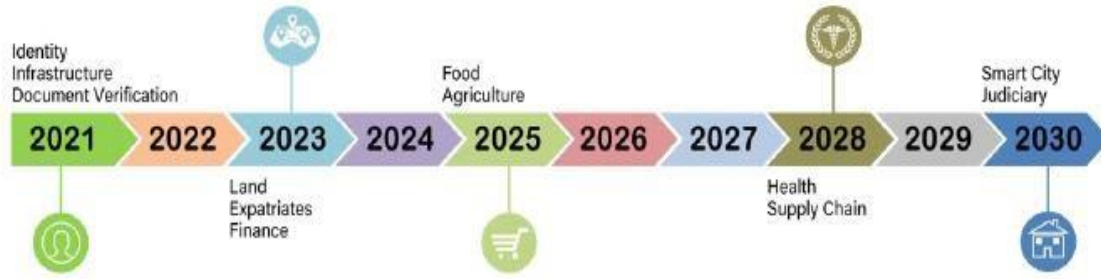 Identity
Infrastructure
Document Verification
Food
Agriculture
Smart City
Judiciary
2021 2022 2023 2024 2025 2026 2027 2028 2029 2030
Land
Expatriates
Finance
Health
Supply Chain